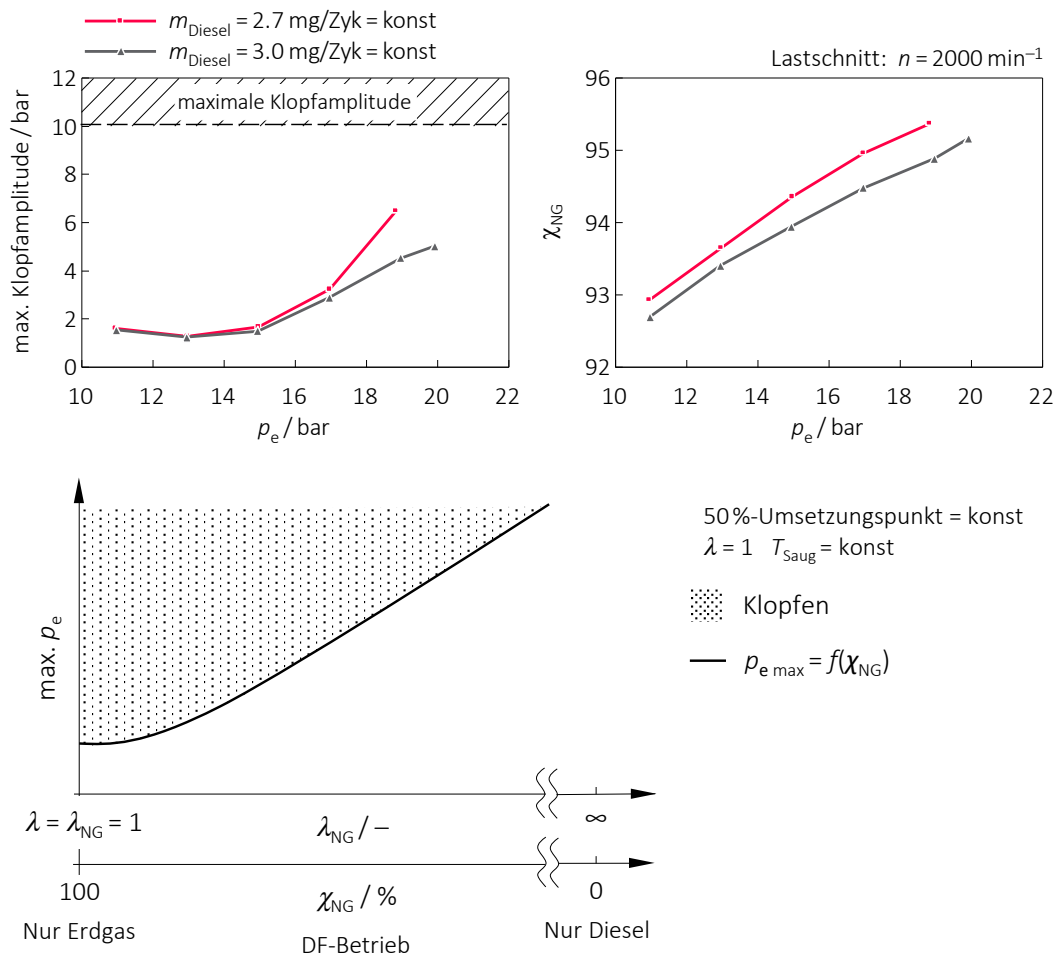 m_Diesel = 2.7 mg/Zyk = konst
m_Diesel = 3.0 mg/Zyk = konst
Lastschnitt: n = 2000 min⁻¹
12
10
8
6
4
2
0
maximale Klopfamplitude
max. Klopfamplitude / bar
10 12 14 16 18 20 22
p_e / bar
96
95
94
93
92
χ_NG
10 12 14 16 18 20 22
p_e / bar
max. p_e
50 %-Umsetzungspunkt = konst
λ = 1 T_Saug = konst
Klopfen
p_e max = f(χ_NG)
λ = λ_NG = 1 λ_NG / – ∞
100 χ_NG / % 0
Nur Erdgas DF-Betrieb Nur Diesel